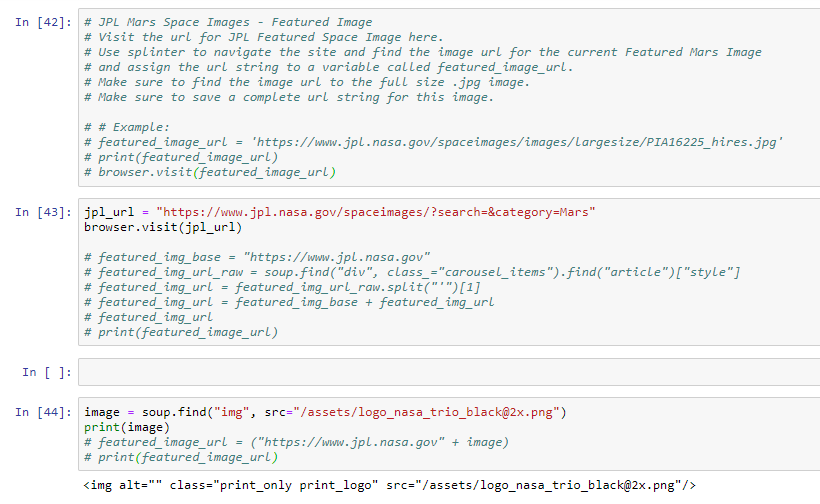 In [42]: # JPL Mars Space Images - Featured Image
# Visit the url for JPL Featured Space Image here.
# Use splinter to navigate the site and find the image url for the current Featured Mars Image
# and assign the url string to a variable called featured_image_url.
# Make sure to find the image url to the full size .jpg image.
# Make sure to save a complete url string for this image.
# # Example:
# featured_image_url = 'https://www.jpl.nasa.gov/spaceimages/images/largesize/PIA16225_hires.jpg'
# print(featured_image_url)
# browser.visit(featured_image_url)
In [43]: jpl_url = "https://www.jpl.nasa.gov/spaceimages/?search=&category=Mars"
browser.visit(jpl_url)
# featured_img_base = "https://www.jpl.nasa.gov"
# featured_img_url_raw = soup.find("div", class_="carousel_items").find("article")["style"]
# featured_img_url = featured_img_url_raw.split("'")[1]
# featured_img_url = featured_img_base + featured_img_url
# featured_img_url
# print(featured_image_url)
In [ ]:
In [44]: image = soup.find("img", src="/assets/logo_nasa_trio_black@2x.png")
print(image)
# featured_image_url = ("https://www.jpl.nasa.gov" + image)
# print(featured_image_url)
<img alt="" class="print_only print_logo" src="/assets/logo_nasa_trio_black@2x.png"/>